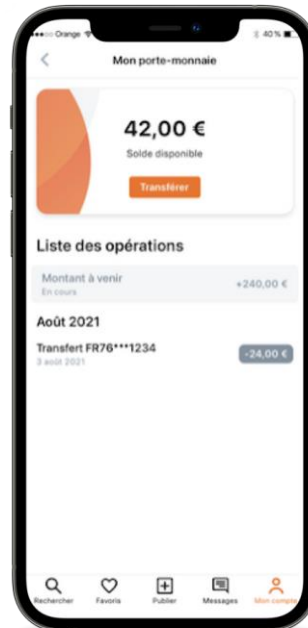 Orange 40 %
Mon porte-monnaie
42,00 €
Solde disponible
Transférer
Liste des opérations
Montant à venir
+240,00 €
En cours
Août 2021
Transfert FR76***1234
-24,00 €
3 août 2021
Rechercher Favoris Publier Messages Mon compte